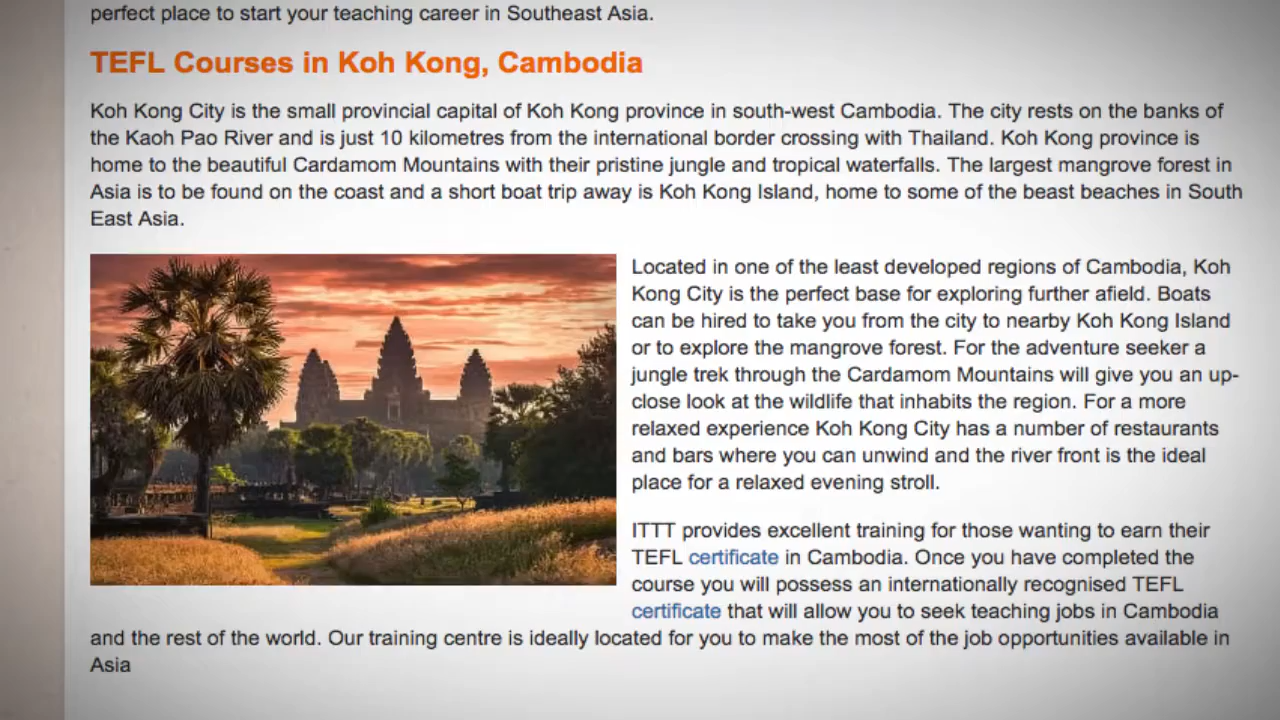 perfect place to start your teaching career in Southeast Asia.
TEFL Courses in Koh Kong, Cambodia
Koh Kong City is the small provincial capital of Koh Kong province in south-west Cambodia. The city rests on the banks of
the Kaoh Pao River and is just 10 kilometres from the international border crossing with Thailand. Koh Kong province is
home to the beautiful Cardamom Mountains with their pristine jungle and tropical waterfalls. The largest mangrove forest in
Asia is to be found on the coast and a short boat trip away is Koh Kong Island, home to some of the beast beaches in South
East Asia.
Located in one of the least developed regions of Cambodia, Koh
Kong City is the perfect base for exploring further afield. Boats
can be hired to take you from the city to nearby Koh Kong Island
or to explore the mangrove forest. For the adventure seeker a
jungle trek through the Cardamom Mountains will give you an up-
close look at the wildlife that inhabits the region. For a more
relaxed experience Koh Kong City has a number of restaurants
and bars where you can unwind and the river front is the ideal
place for a relaxed evening stroll.
ITTT provides excellent training for those wanting to earn their
TEFL certificate in Cambodia. Once you have completed the
course you will possess an internationally recognised TEFL
certificate that will allow you to seek teaching jobs in Cambodia
and the rest of the world. Our training centre is ideally located for you to make the most of the job opportunities available in
Asia